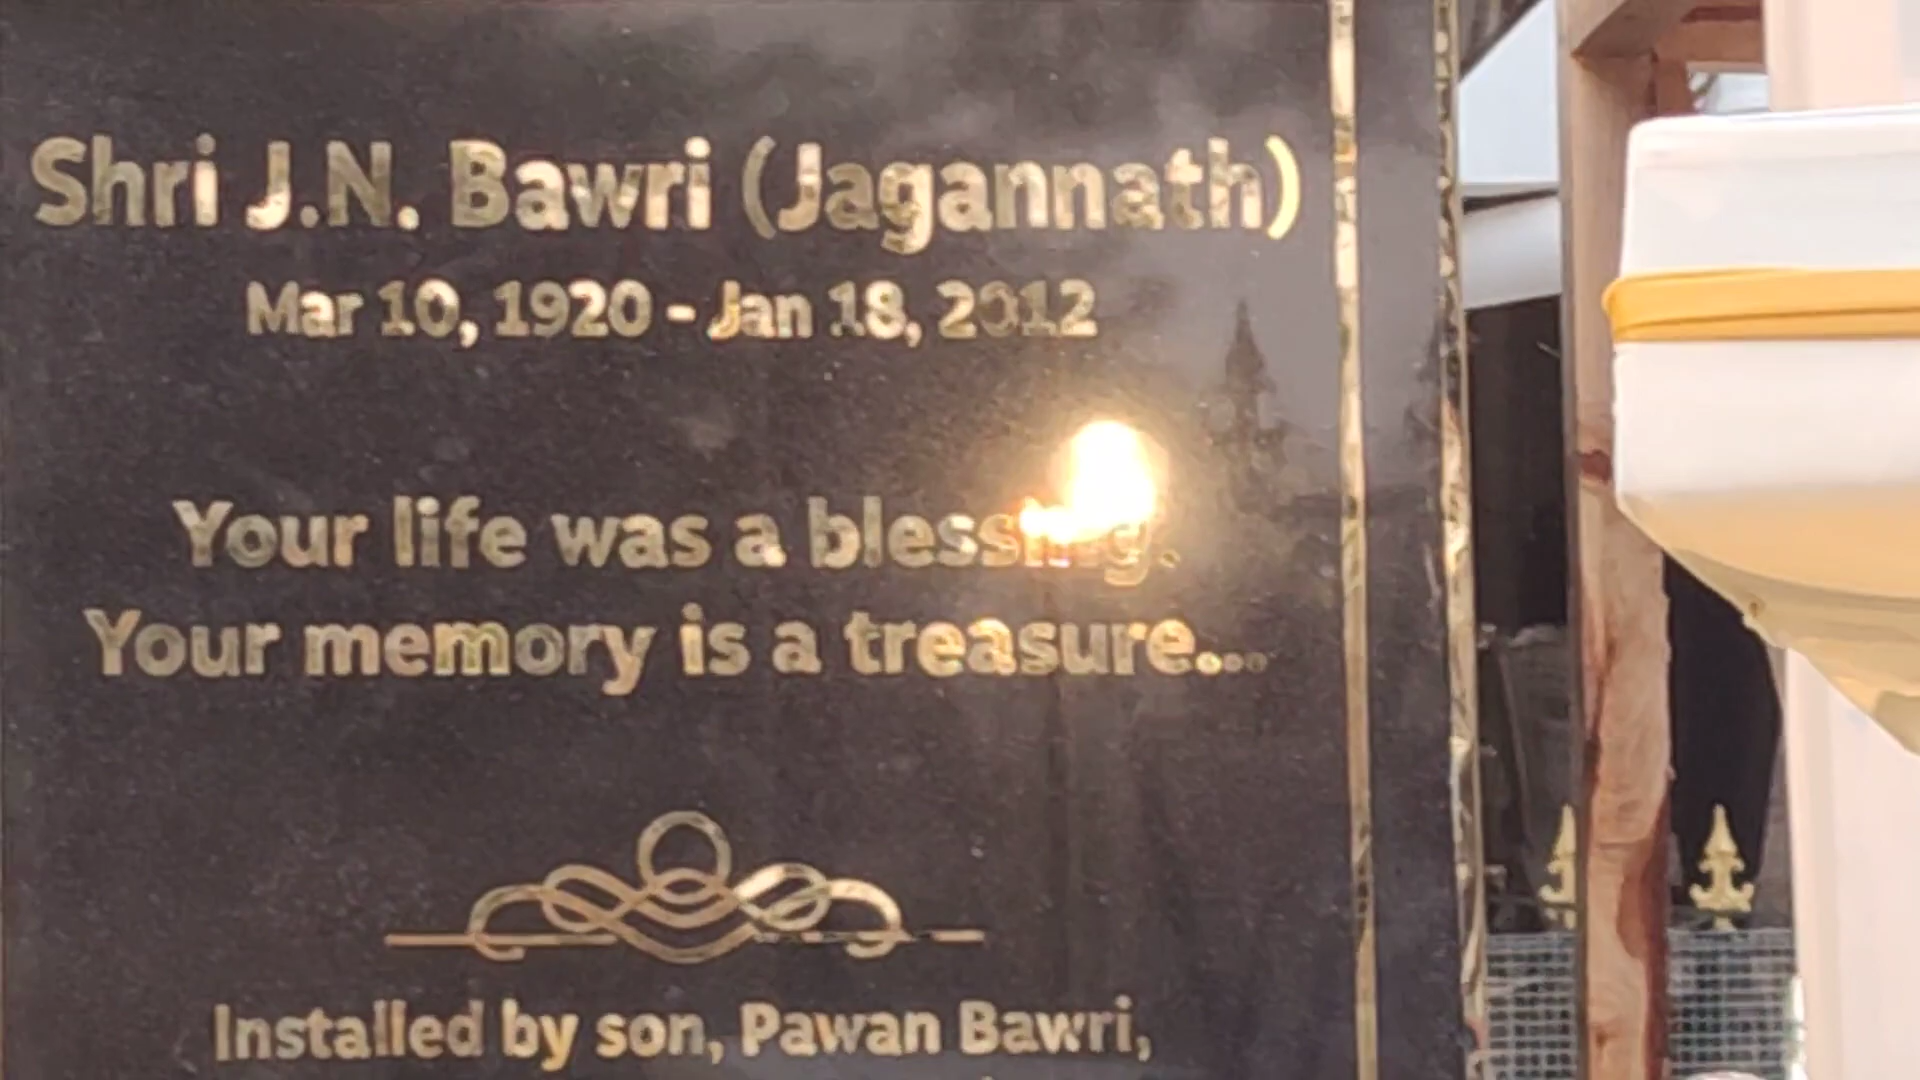 Shri J.N. Bawri (Jagannath)
Mar 10, 1920 - Jan 18, 2012
Your life was a blessing.
Your memory is a treasure...
Installed by son, Pawan Bawri,